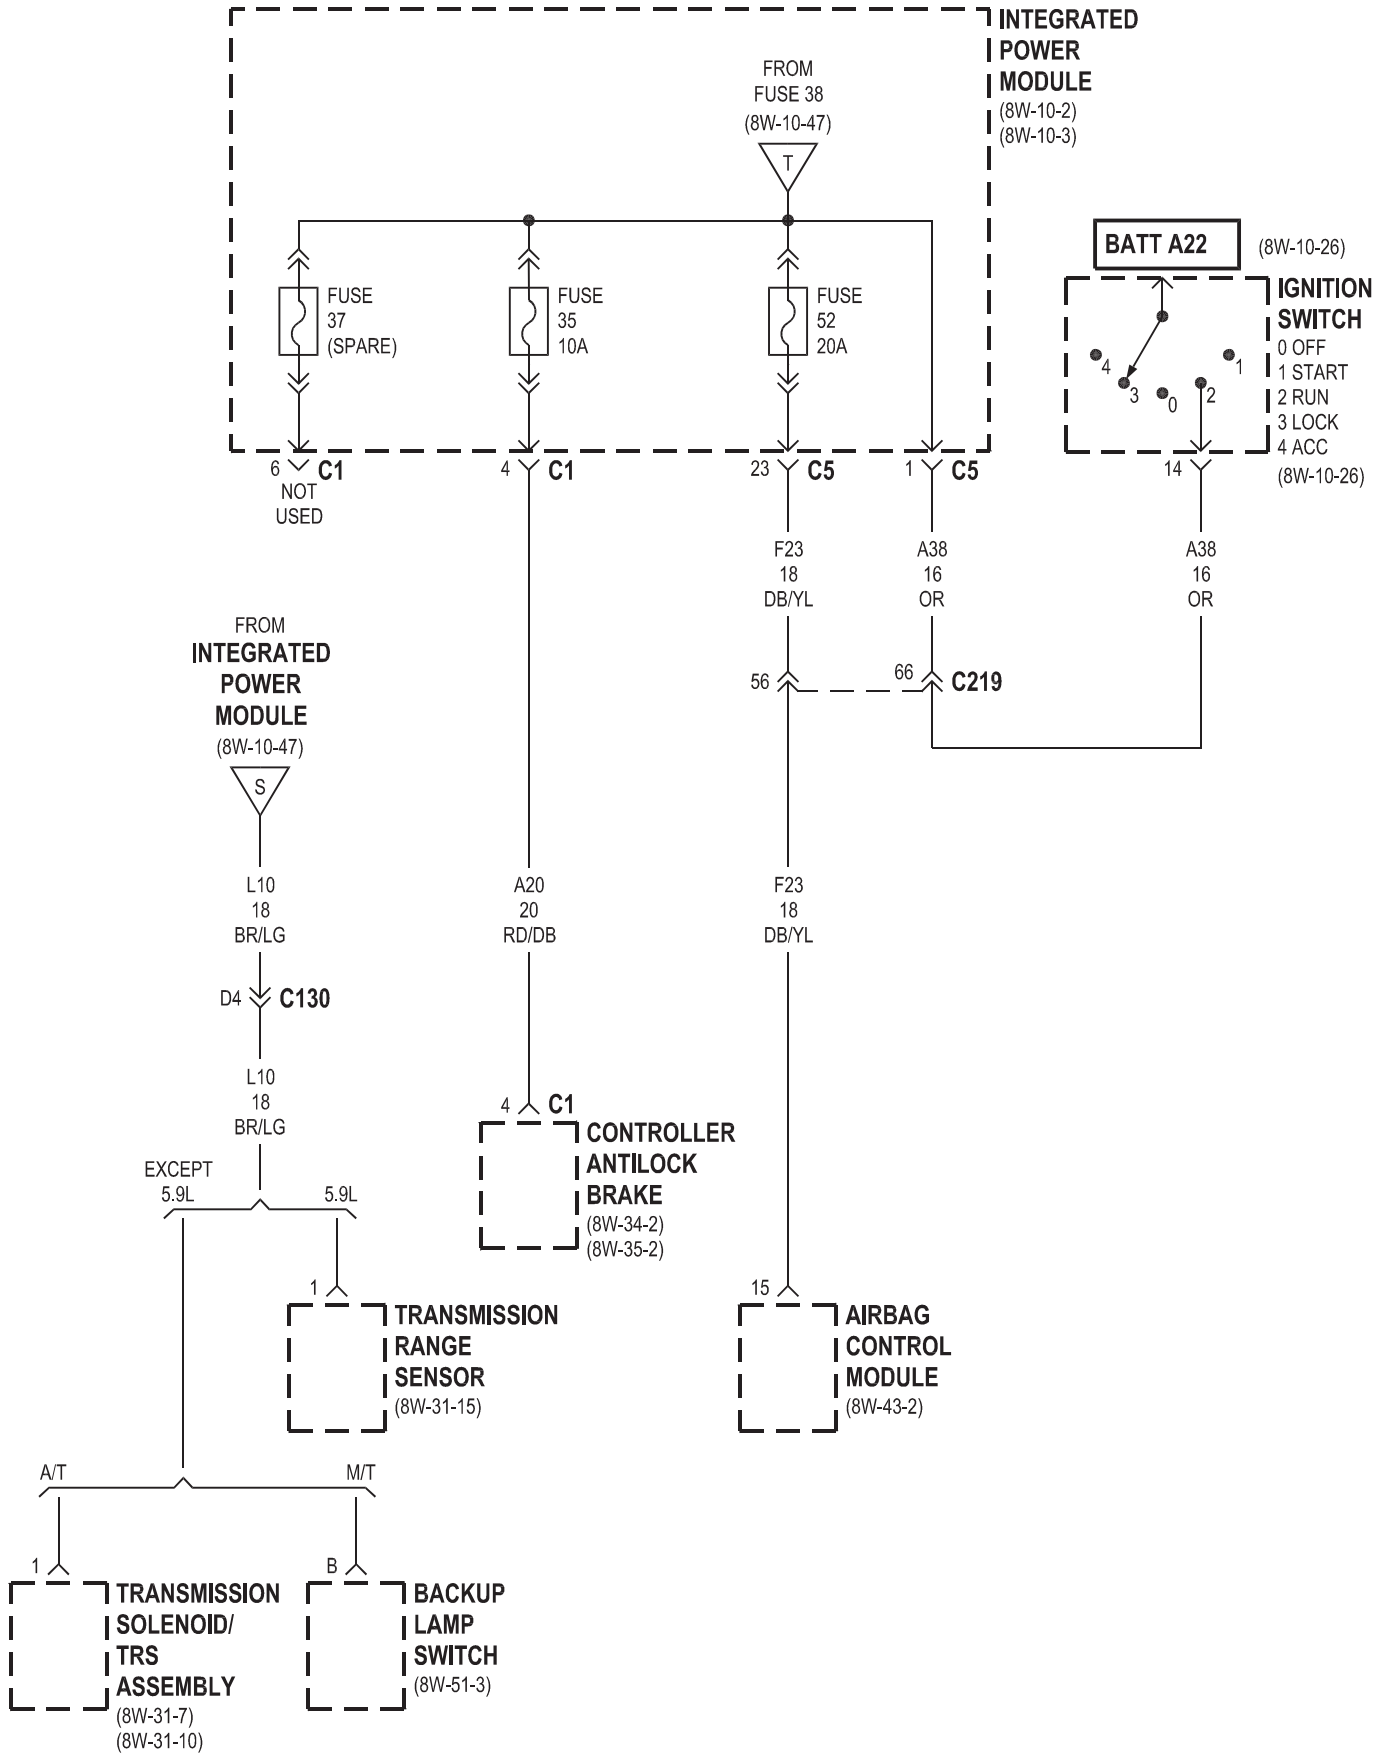 INTEGRATED
POWER
MODULE
(8W-10-2)
(8W-10-3)
FROM
FUSE 38
(8W-10-47)
T
BATT A22
(8W-10-26)
IGNITION
SWITCH
0 OFF
1 START
2 RUN
3 LOCK
4 ACC
(8W-10-26)
4
3
0
2
1
FUSE
37
(SPARE)
FUSE
35
10A
FUSE
52
20A
6
C1
NOT
USED
4
C1
23
C5
1
C5
14
F23
18
DB/YL
A38
16
OR
A38
16
OR
FROM
INTEGRATED
POWER
MODULE
(8W-10-47)
S
56
66
C219
L10
18
BR/LG
A20
20
RD/DB
F23
18
DB/YL
D4
C130
L10
18
BR/LG
EXCEPT
5.9L
5.9L
4
C1
CONTROLLER
ANTILOCK
BRAKE
(8W-34-2)
(8W-35-2)
1
TRANSMISSION
RANGE
SENSOR
(8W-31-15)
15
AIRBAG
CONTROL
MODULE
(8W-43-2)
A/T
M/T
1
TRANSMISSION
SOLENOID/
TRS
ASSEMBLY
(8W-31-7)
(8W-31-10)
B
BACKUP
LAMP
SWITCH
(8W-51-3)